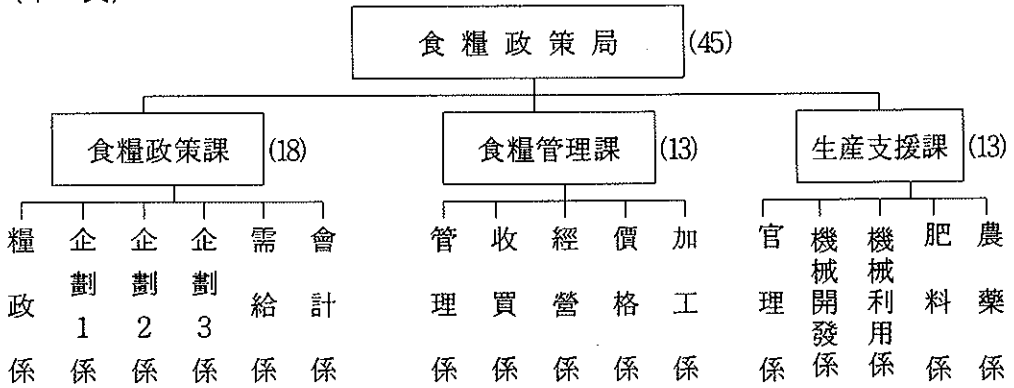 食糧政策局 (45)
食糧政策課 (18)
食糧管理課 (13)
生産支援課 (13)
糧政係
企劃1係
企劃2係
企劃3係
需給係
會計係
管理係
收買係
經營係
價格係
加工係
官理係
機械開發係
機械利用係
肥料係
農藥係